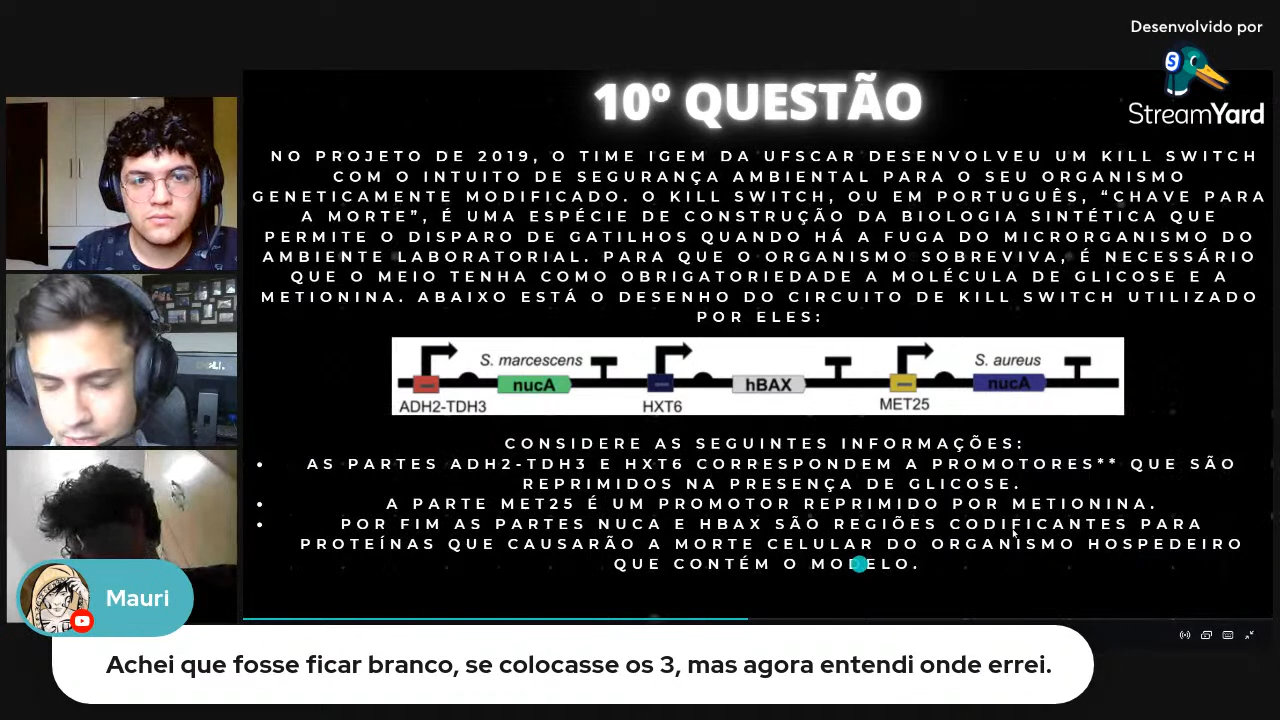 Desenvolvido por
StreamYard
10º QUESTÃO
NO PROJETO DE 2019, O TIME IGEM DA UFSCAR DESENVOLVEU UM KILL SWITCH
COM O INTUITO DE SEGURANÇA AMBIENTAL PARA O SEU ORGANISMO
GENETICAMENTE MODIFICADO. O KILL SWITCH, OU EM PORTUGUÊS, “CHAVE PARA
A MORTE”, É UMA ESPÉCIE DE CONSTRUÇÃO DA BIOLOGIA SINTÉTICA QUE
PERMITE O DISPARO DE GATILHOS QUANDO HÁ A FUGA DO MICRORGANISMO DO
AMBIENTE LABORATORIAL. PARA QUE O ORGANISMO SOBREVIVA, É NECESSÁRIO
QUE O MEIO TENHA COMO OBRIGATORIEDADE A MOLÉCULA DE GLICOSE E A
METIONINA. ABAIXO ESTÁ O DESENHO DO CIRCUITO DE KILL SWITCH UTILIZADO
POR ELES:
S. marcescens S. aureus
nucA hBAX nucA
ADH2-TDH3 HXT6 MET25
CONSIDERE AS SEGUINTES INFORMAÇÕES:
• AS PARTES ADH2-TDH3 E HXT6 CORRESPONDEM A PROMOTORES** QUE SÃO
REPRIMIDOS NA PRESENÇA DE GLICOSE.
• A PARTE MET25 É UM PROMOTOR REPRIMIDO POR METIONINA.
• POR FIM AS PARTES NUCA E HBAX SÃO REGIÕES CODIFICANTES PARA
PROTEÍNAS QUE CAUSARÃO A MORTE CELULAR DO ORGANISMO HOSPEDEIRO
QUE CONTÉM O MODELO.
Mauri
Achei que fosse ficar branco, se colocasse os 3, mas agora entendi onde errei.